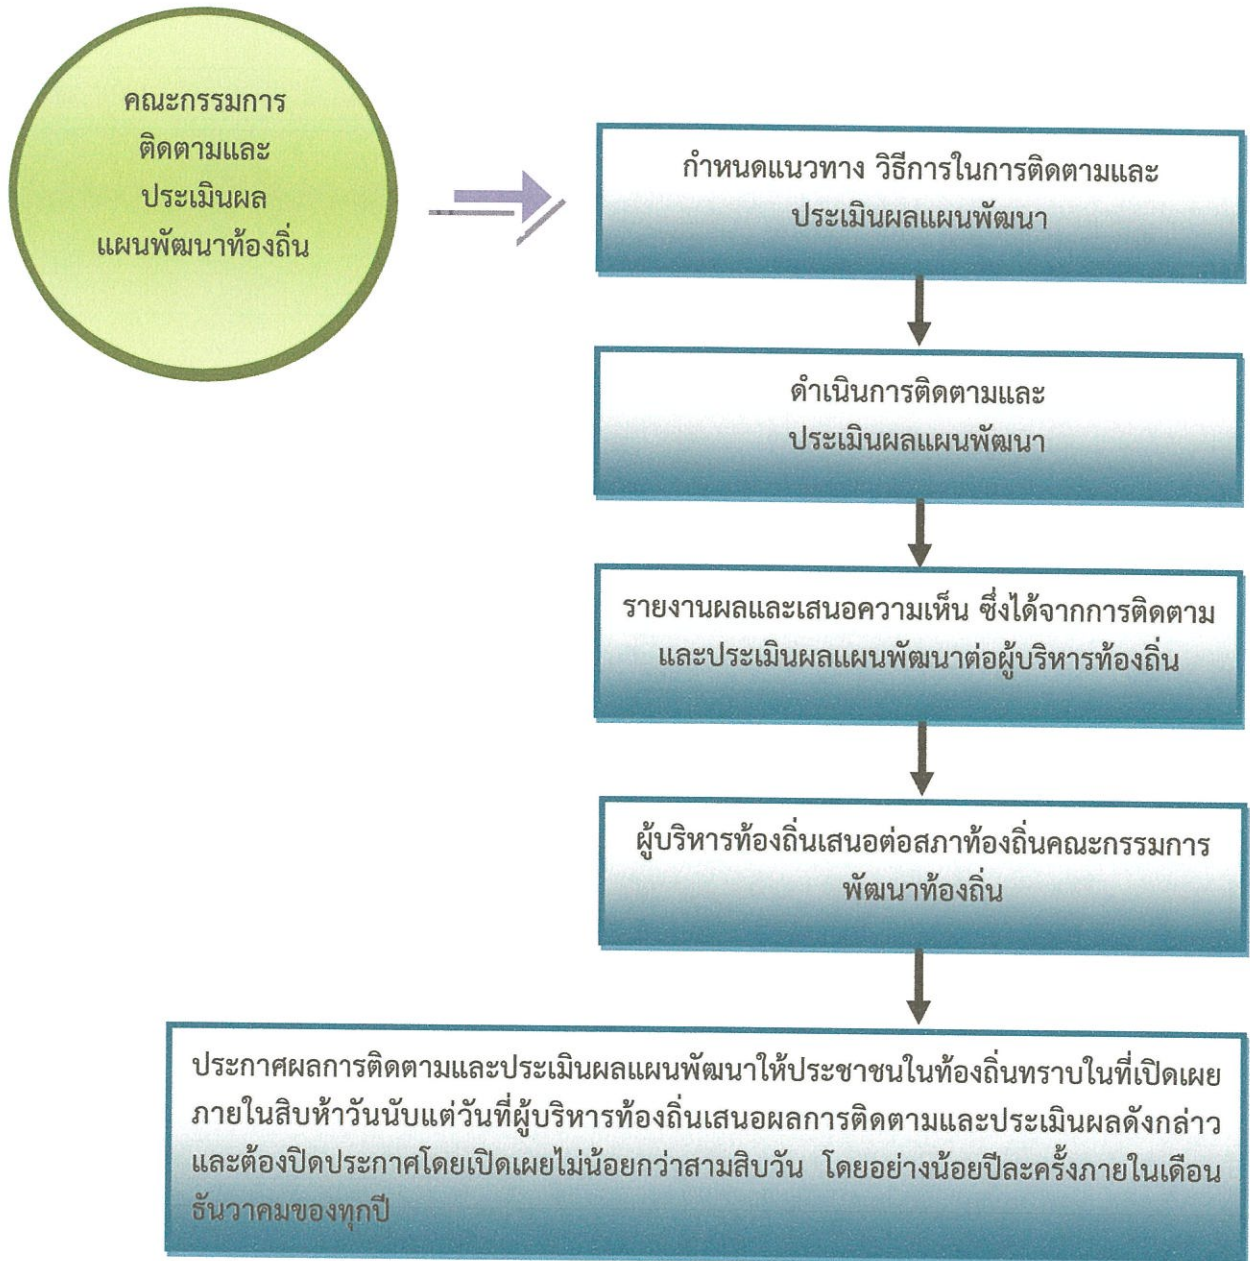 คณะกรรมการ
ติดตามและ
ประเมินผล
แผนพัฒนาท้องถิ่น
กำหนดแนวทาง วิธีการในการติดตามและ
ประเมินผลแผนพัฒนา
ดำเนินการติดตามและ
ประเมินผลแผนพัฒนา
รายงานผลและเสนอความเห็น ซึ่งได้จากการติดตาม
และประเมินผลแผนพัฒนาต่อผู้บริหารท้องถิ่น
ผู้บริหารท้องถิ่นเสนอต่อสภาท้องถิ่นคณะกรรมการ
พัฒนาท้องถิ่น
ประกาศผลการติดตามและประเมินผลแผนพัฒนาให้ประชาชนในท้องถิ่นทราบในที่เปิดเผย
ภายในสิบห้าวันนับแต่วันที่ผู้บริหารท้องถิ่นเสนอผลการติดตามและประเมินผลดังกล่าว
และต้องปิดประกาศโดยเปิดเผยไม่น้อยกว่าสามสิบวัน โดยอย่างน้อยปีละครั้งภายในเดือน
ธันวาคมของทุกปี